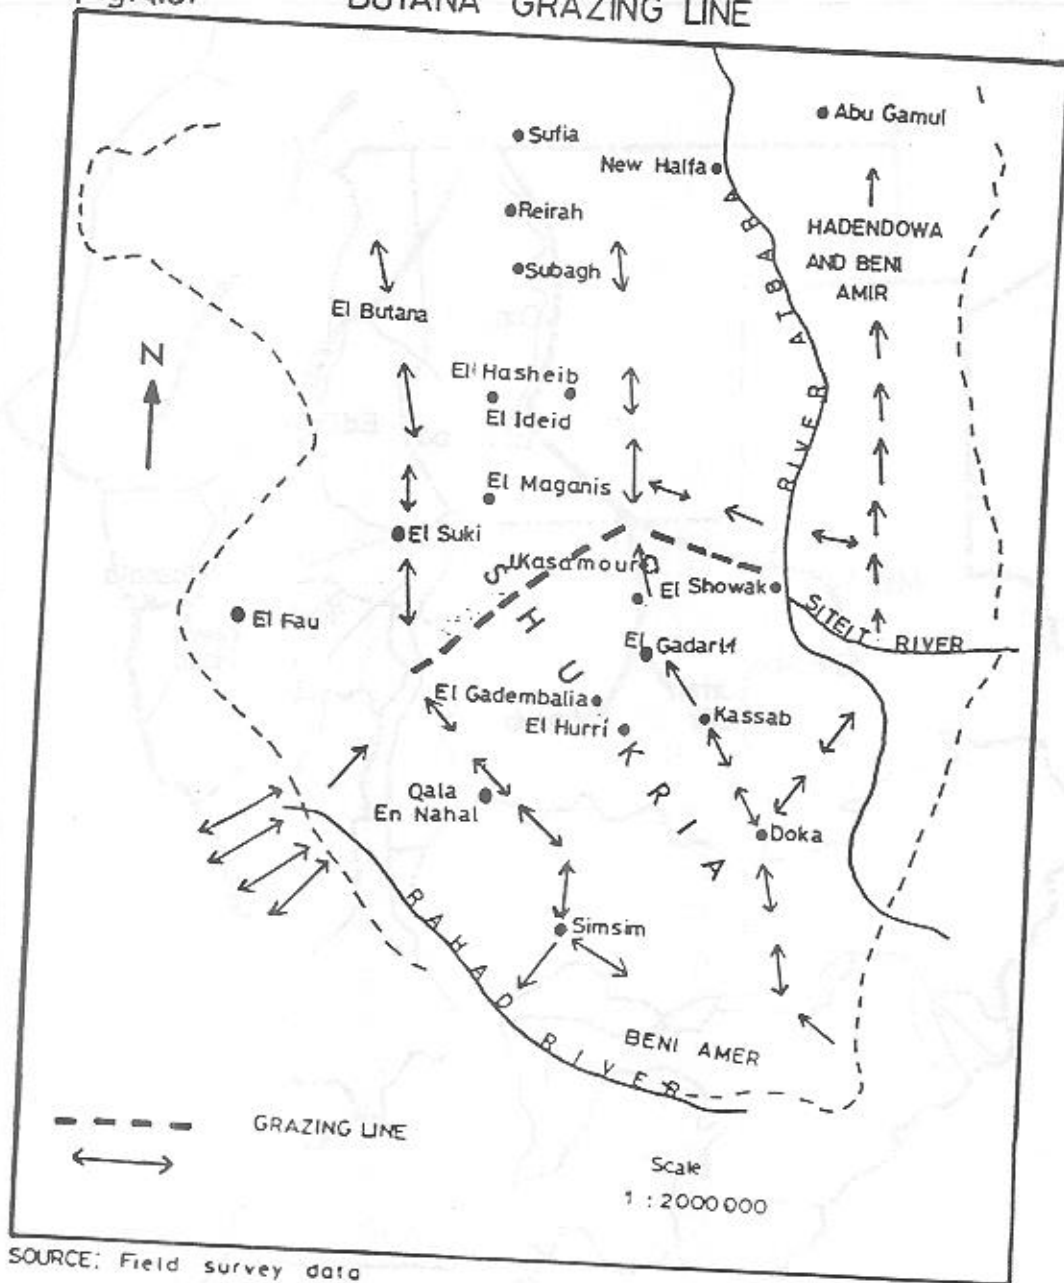 BUTANA GRAZING LINE
Abu Gamul
Sufia
New Halfa
Reirah
HADENDOWA
AND BENI
AMIR
Subagh
El Butana
RIVER ATBARA
N
El Hasheib
El Ideid
El Maganis
El Suki
Kasamour
El Showak
SITEIT RIVER
El Fau
El Gadarif
SHUKRIA
El Gadembalia
El Hurri
Kassab
Qala
En Nahal
Doka
Simsim
RAHAD RIVER
BENI AMER
GRAZING LINE
Scale
1 : 2000000
SOURCE: Field survey data